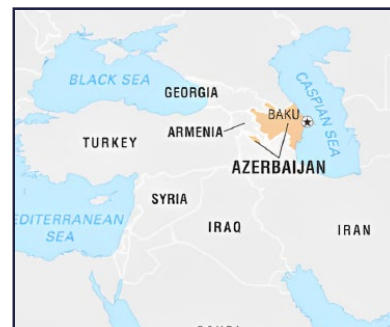 BLACK SEA
GEORGIA
CASPIAN SEA
BAKU
ARMENIA
TURKEY
AZERBAIJAN
SYRIA
EDITERRANEAN
SEA
IRAQ
IRAN